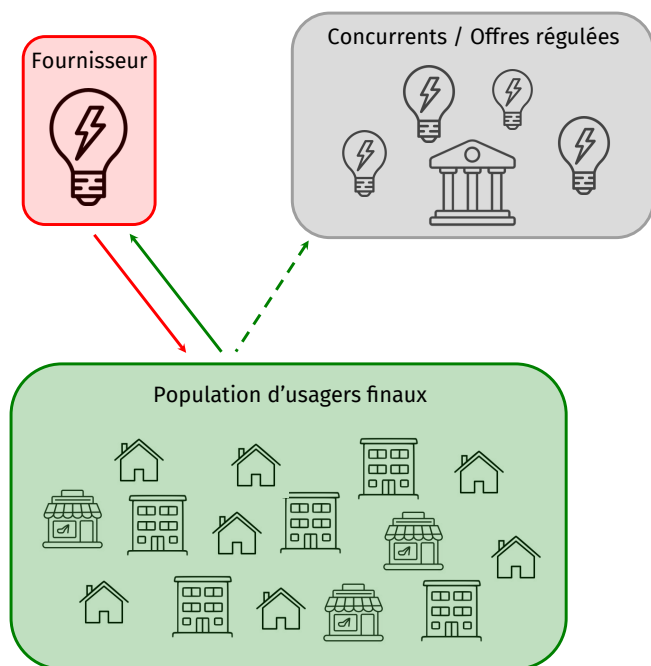 Fournisseur
Concurrents / Offres régulées
Population d’usagers finaux